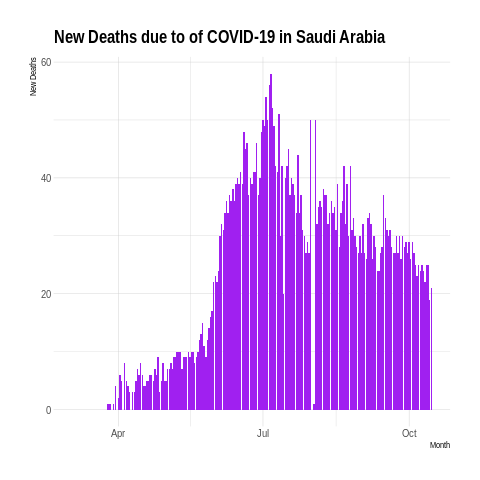 New Deaths due to of COVID-19 in Saudi Arabia
New Deaths
60
40
20
0
Apr
Jul
Oct
Month